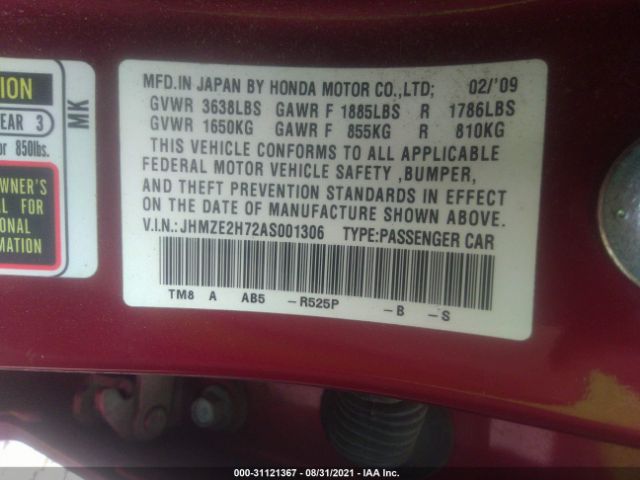 ION
EAR 3
or 850lbs.
WNER'S
L FOR
IONAL
MATION
MK
MFD.IN JAPAN BY HONDA MOTOR CO.,LTD; 02/'09
GVWR 3638LBS GAWR F 1885LBS R 1786LBS
GVWR 1650KG GAWR F 855KG R 810KG
THIS VEHICLE CONFORMS TO ALL APPLICABLE
FEDERAL MOTOR VEHICLE SAFETY ,BUMPER,
AND THEFT PREVENTION STANDARDS IN EFFECT
ON THE DATE OF MANUFACTURE SHOWN ABOVE.
V.I.N.:JHMZE2H72AS001306 TYPE:PASSENGER CAR
TM8 A AB5 -R525P -B -S
000-31121367 - 08/31/2021 - IAA Inc.